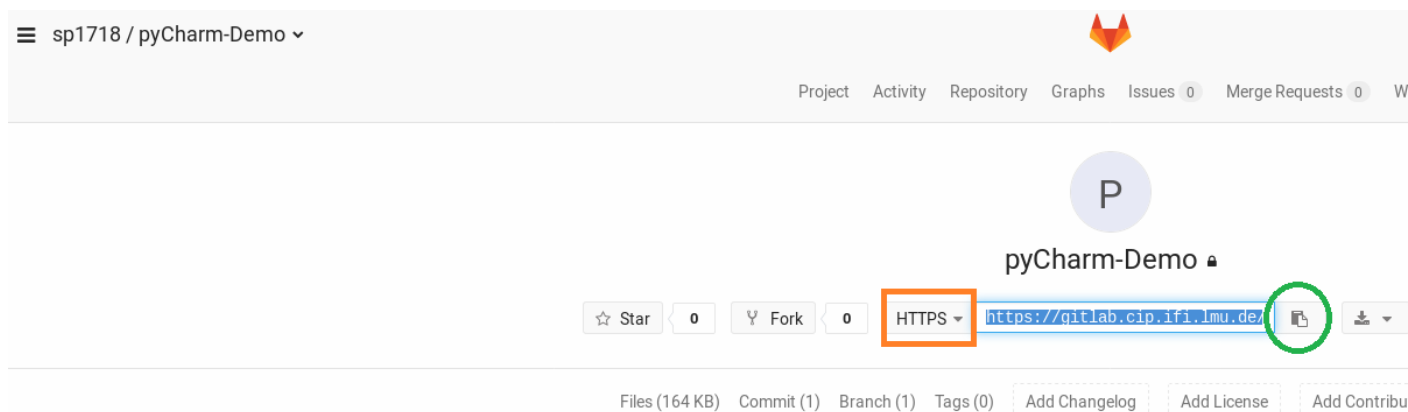 sp1718 / pyCharm-Demo
Project Activity Repository Graphs Issues 0 Merge Requests 0 W
P
pyCharm-Demo
Star 0 Fork 0 HTTPS https://gitlab.cip.ifi.lmu.de/
Files (164 KB) Commit (1) Branch (1) Tags (0) Add Changelog Add License Add Contribu